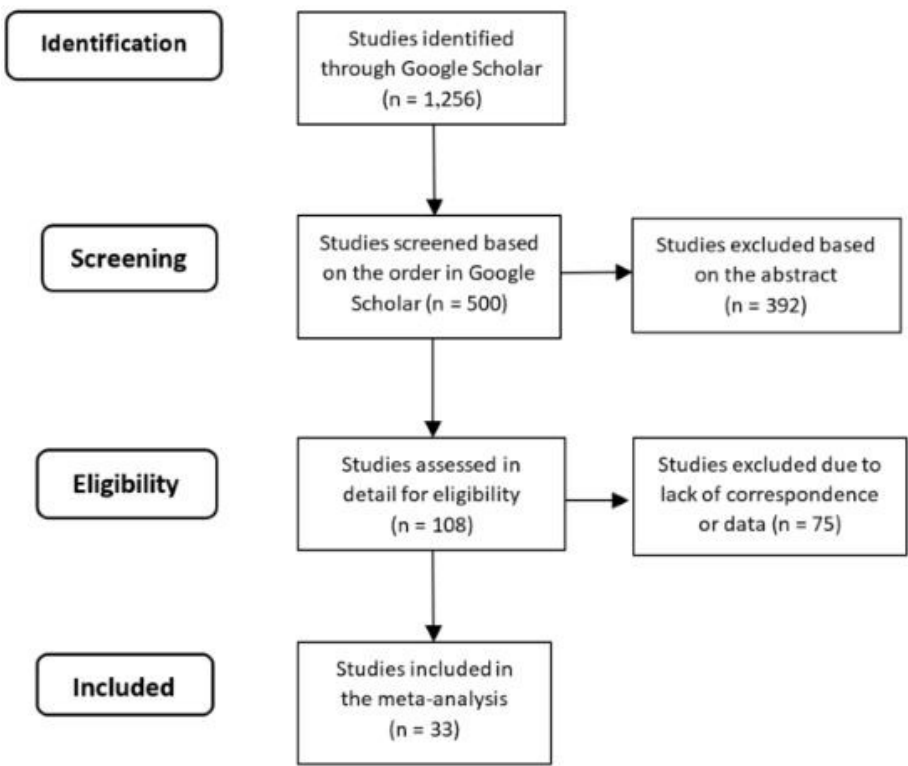 Identification
Studies identified
through Google Scholar
(n = 1,256)
Screening
Studies screened based
on the order in Google
Scholar (n = 500)
Studies excluded based
on the abstract
(n = 392)
Eligibility
Studies assessed in
detail for eligibility
(n = 108)
Studies excluded due to
lack of correspondence
or data (n = 75)
Included
Studies included in
the meta-analysis
(n = 33)